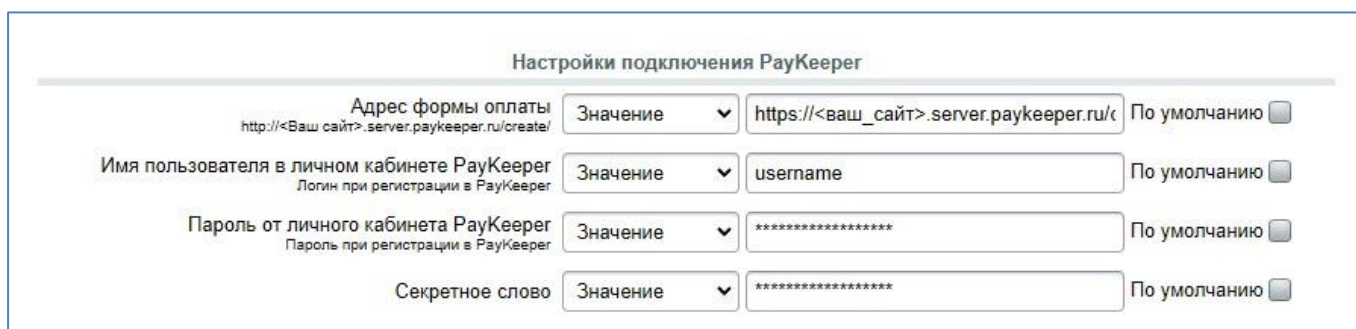 Настройки подключения PayKeeper
Адрес формы оплаты Значение https://<ваш_сайт>.server.paykeeper.ru/c По умолчанию
http://<Ваш сайт>.server.paykeeper.ru/create/
Имя пользователя в личном кабинете PayKeeper Значение username По умолчанию
Логин при регистрации в PayKeeper
Пароль от личного кабинета PayKeeper Значение ****************** По умолчанию
Пароль при регистрации в PayKeeper
Секретное слово Значение ****************** По умолчанию